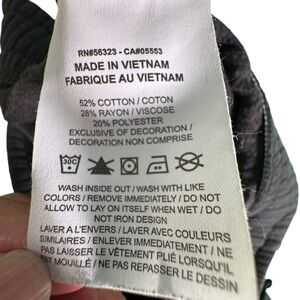 RN#56323 - CA#05553
MADE IN VIETNAM
FABRIQUE AU VIETNAM
52% COTTON / COTON
28% RAYON / VISCOSE
20% POLYESTER
EXCLUSIVE OF DECORATION /
DECORATION NON COMPRISE
30C
WASH INSIDE OUT / WASH WITH LIKE
COLORS / REMOVE IMMEDIATELY / DO NOT
ALLOW TO LAY ON ITSELF WHEN WET / DO
NOT IRON DESIGN
LAVER A L'ENVERS / LAVER AVEC COULEURS
SIMILAIRES / ENLEVER IMMEDIATEMENT / NE
PAS LAISSER LE VÊTEMENT PLIÉ LORSQU'IL
EST MOUILLÉ / NE PAS REPASSER LE DESSIN